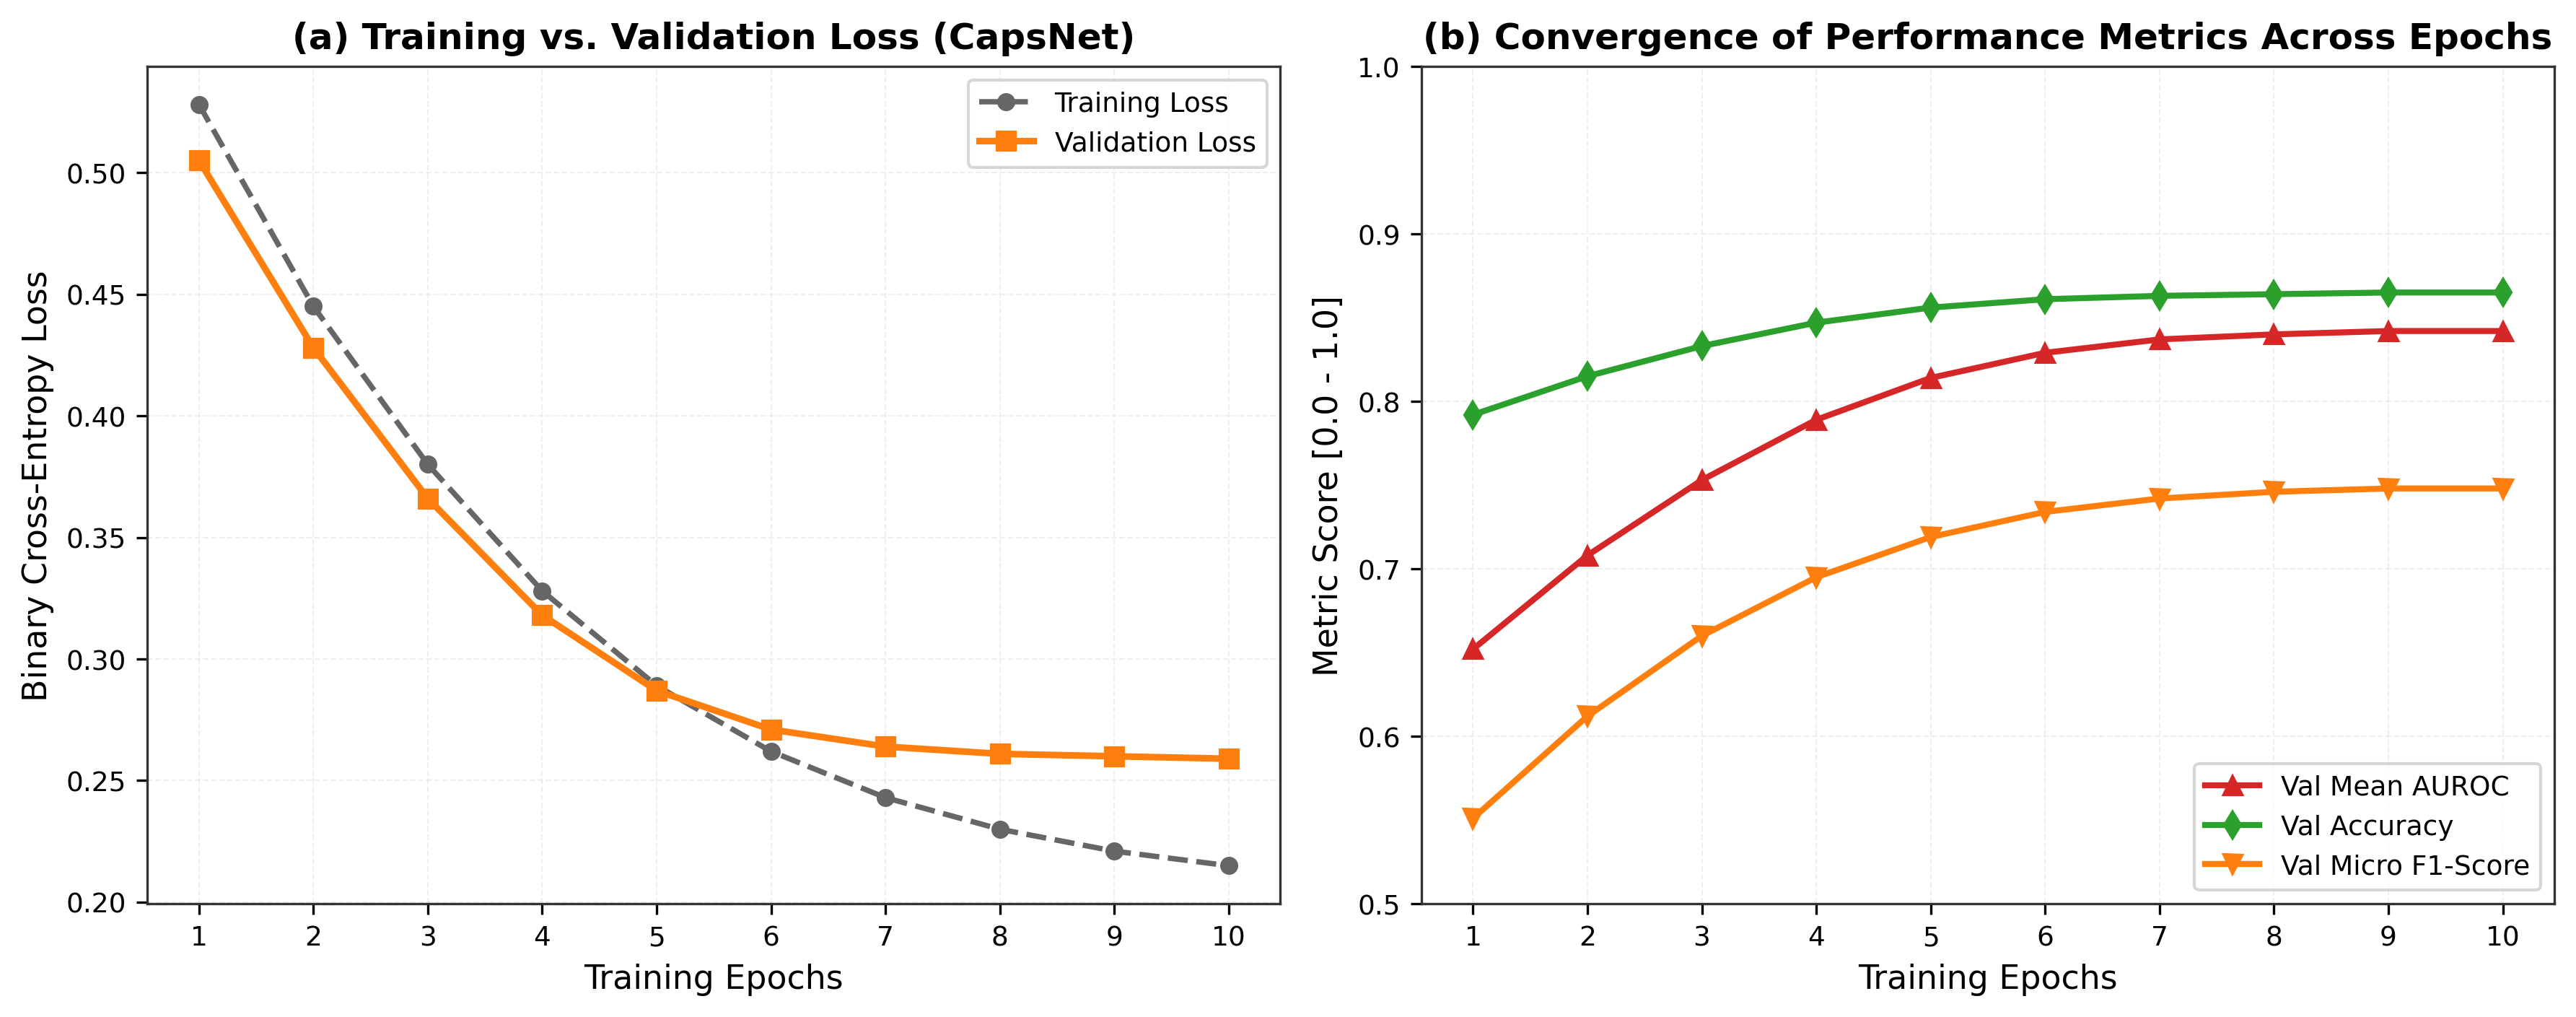 (a) Training vs. Validation Loss (CapsNet)
Training Loss
Validation Loss
Binary Cross-Entropy Loss
0.50
0.45
0.40
0.35
0.30
0.25
0.20
1 2 3 4 5 6 7 8 9 10
Training Epochs
(b) Convergence of Performance Metrics Across Epochs
Metric Score [0.0 - 1.0]
1.0
0.9
0.8
0.7
0.6
0.5
Val Mean AUROC
Val Accuracy
Val Micro F1-Score
1 2 3 4 5 6 7 8 9 10
Training Epochs